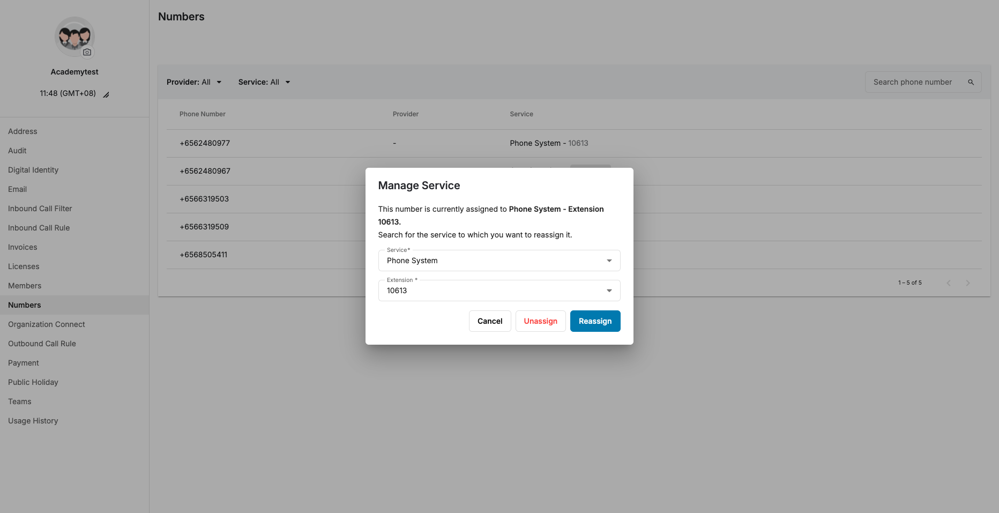 Academytest
11:48 (GMT+08)
Address
Audit
Digital Identity
Email
Inbound Call Filter
Inbound Call Rule
Invoices
Licenses
Members
Numbers
Organization Connect
Outbound Call Rule
Payment
Public Holiday
Teams
Usage History
Numbers
Provider: All
Service: All
Search phone number
Phone Number Provider Service
+6562480977 - Phone System - 10613
+6562480967
+6566319503
+6566319509
+6568505411
1 – 5 of 5
Manage Service
This number is currently assigned to Phone System - Extension
10613.
Search for the service to which you want to reassign it.
Service*
Phone System
Extension *
10613
Cancel
Unassign
Reassign